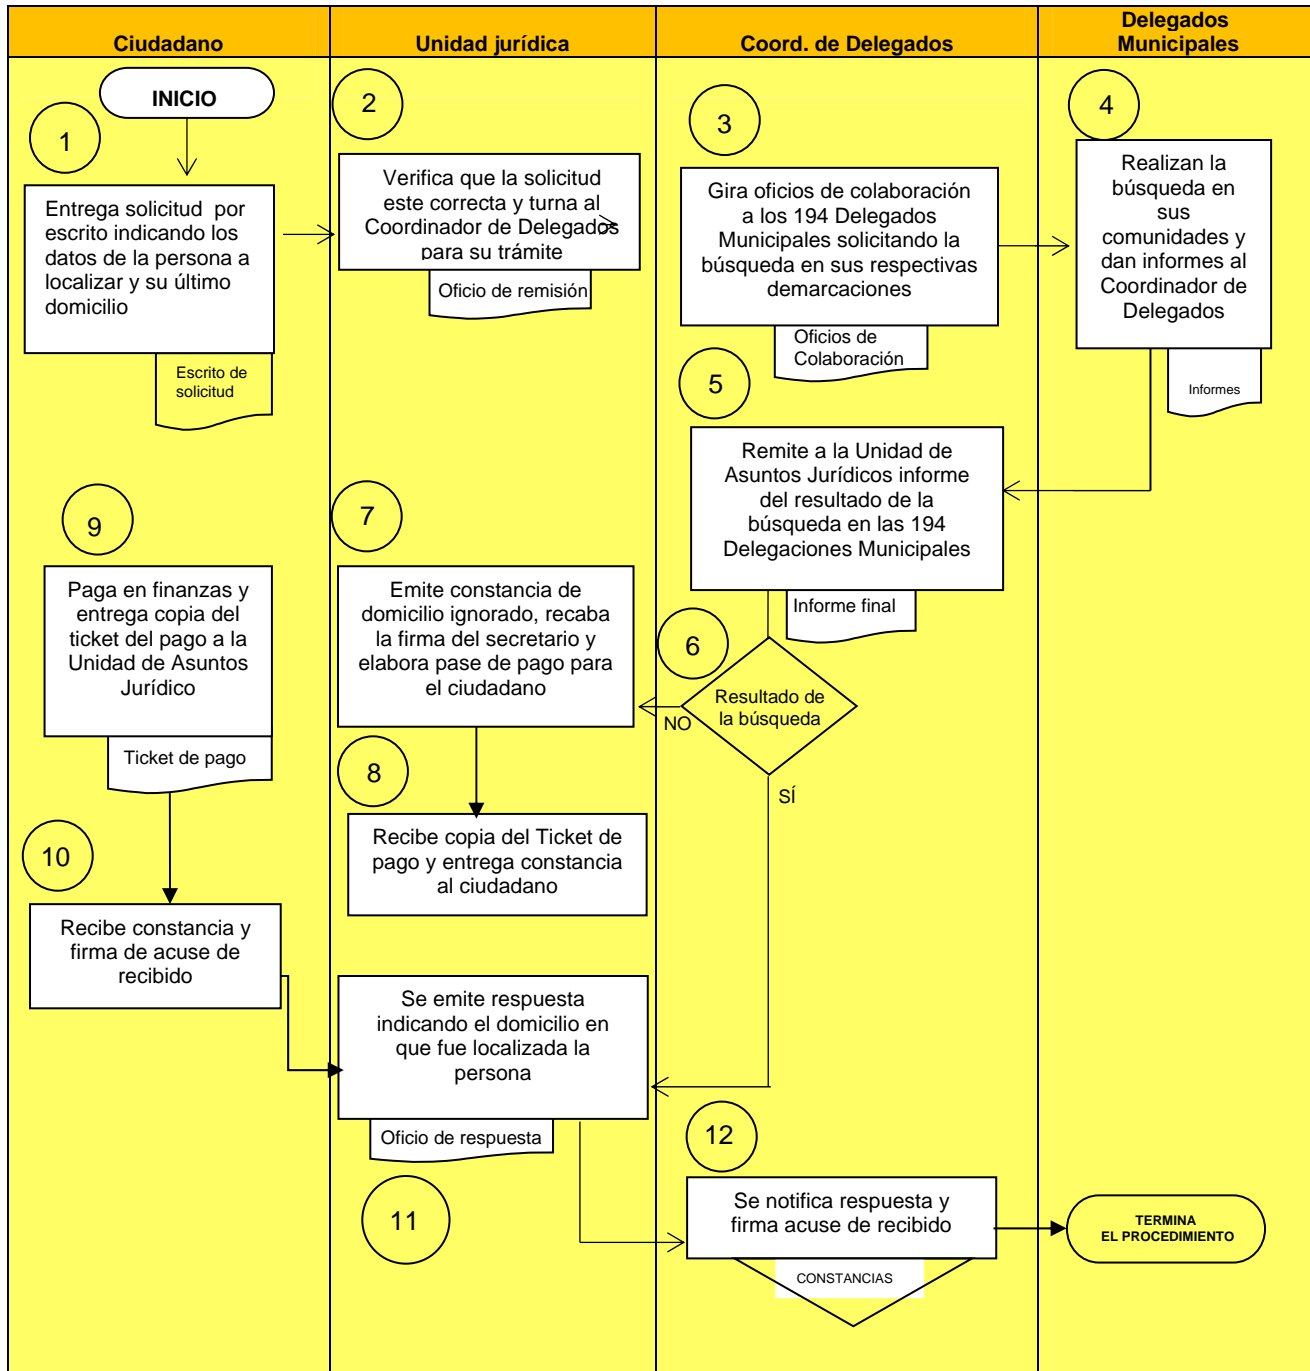 Ciudadano
Unidad jurídica
Coord. de Delegados
Delegados
Municipales
INICIO
1
Entrega solicitud por
escrito indicando los
datos de la persona a
localizar y su último
domicilio
Escrito de
solicitud
2
Verifica que la solicitud
este correcta y turna al
Coordinador de Delegados
para su trámite
Oficio de remisión
3
Gira oficios de colaboración
a los 194 Delegados
Municipales solicitando la
búsqueda en sus respectivas
demarcaciones
Oficios de
Colaboración
4
Realizan la
búsqueda en
sus
comunidades y
dan informes al
Coordinador de
Delegados
Informes
5
Remite a la Unidad de
Asuntos Jurídicos informe
del resultado de la
búsqueda en las 194
Delegaciones Municipales
Informe final
6
Resultado de
la búsqueda
NO
SÍ
7
Emite constancia de
domicilio ignorado, recaba
la firma del secretario y
elabora pase de pago para
el ciudadano
8
Recibe copia del Ticket de
pago y entrega constancia
al ciudadano
9
Paga en finanzas y
entrega copia del
ticket del pago a la
Unidad de Asuntos
Jurídico
Ticket de pago
10
Recibe constancia y
firma de acuse de
recibido
Se emite respuesta
indicando el domicilio en
que fue localizada la
persona
Oficio de respuesta
11
12
Se notifica respuesta y
firma acuse de recibido
CONSTANCIAS
TERMINA
EL PROCEDIMIENTO